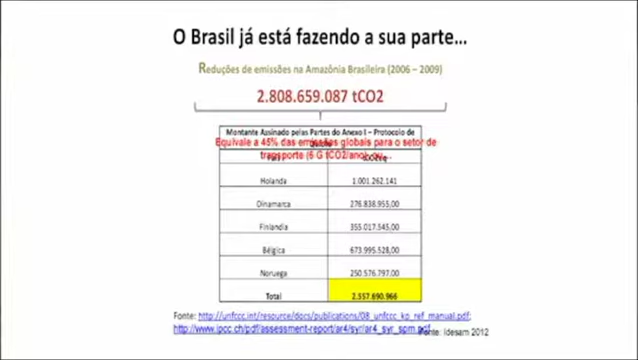 O Brasil já está fazendo a sua parte...
Reduções de emissões na Amazônia Brasileira (2006 – 2009)
2.808.659.087 tCO2
Montante Assinado pelas Partes do Anexo I – Protocolo de
Equivale a 45% das emissões globais para o setor de
transporte (6 G tCO2/ano), ou...
Holanda 1.001.262.141
Dinamarca 276.838.955,00
Finlandia 355.017.545,00
Bélgica 673.995.528,00
Noruega 250.576.797.00
Total 2.557.690.966
Fonte: http://unfccc.int/resource/docs/publications/08_unfccc_kp_ref_manual.pdf;
http://www.ipcc.ch/pdf/assessment-report/ar4/syr/ar4_syr_spm.pdf
Fonte: Idesam 2012